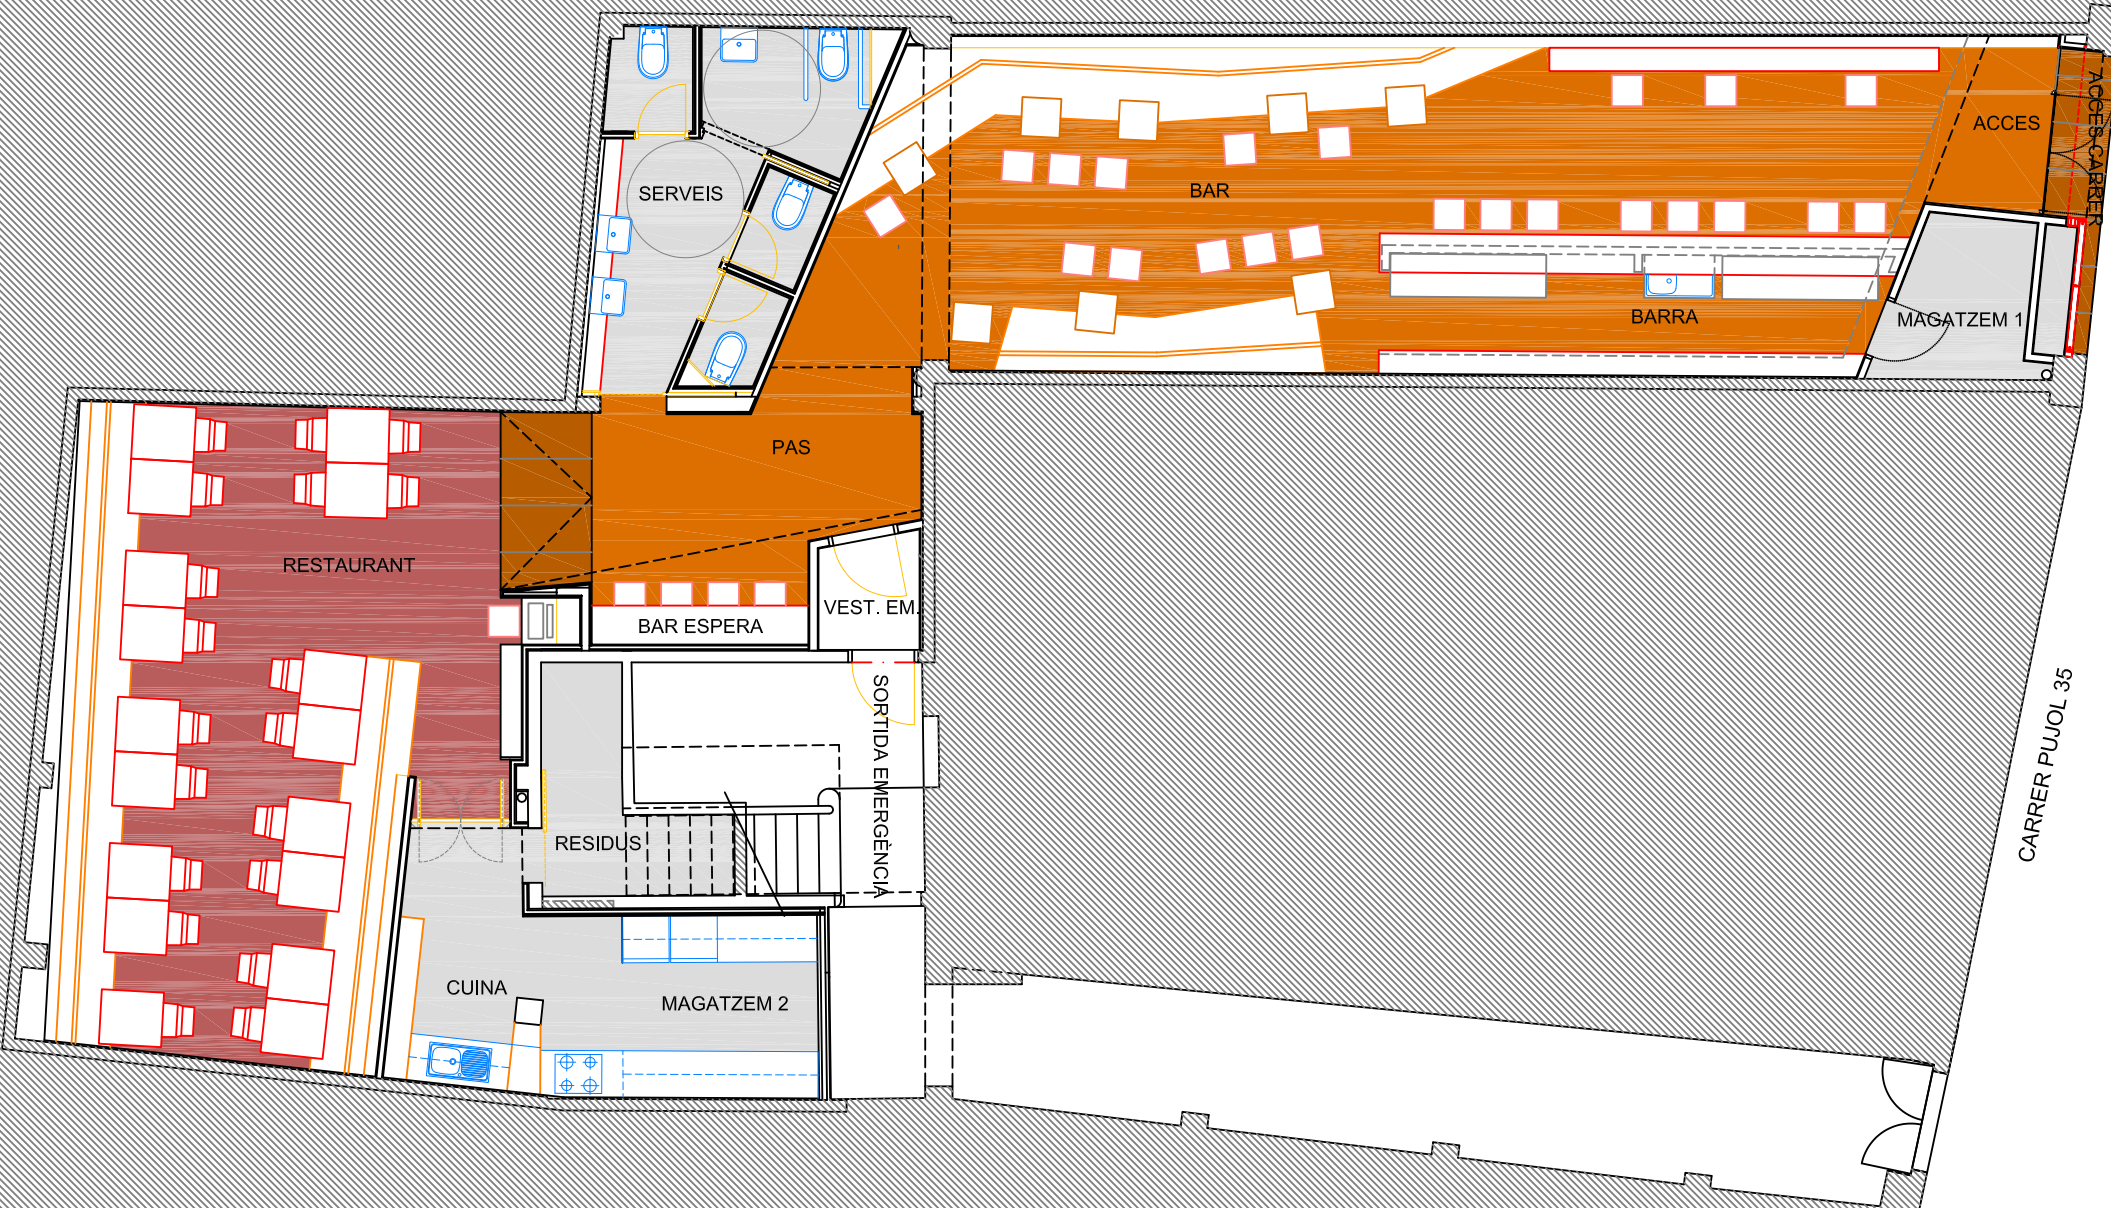 ACCES CARRER
ACCES
SERVEIS
BAR
BARRA
MAGATZEM 1
PAS
RESTAURANT
VEST. EM.
BAR ESPERA
SORTIDA EMERGÈNCIA
CARRER PUJOL 35
RESIDUS
CUINA
MAGATZEM 2